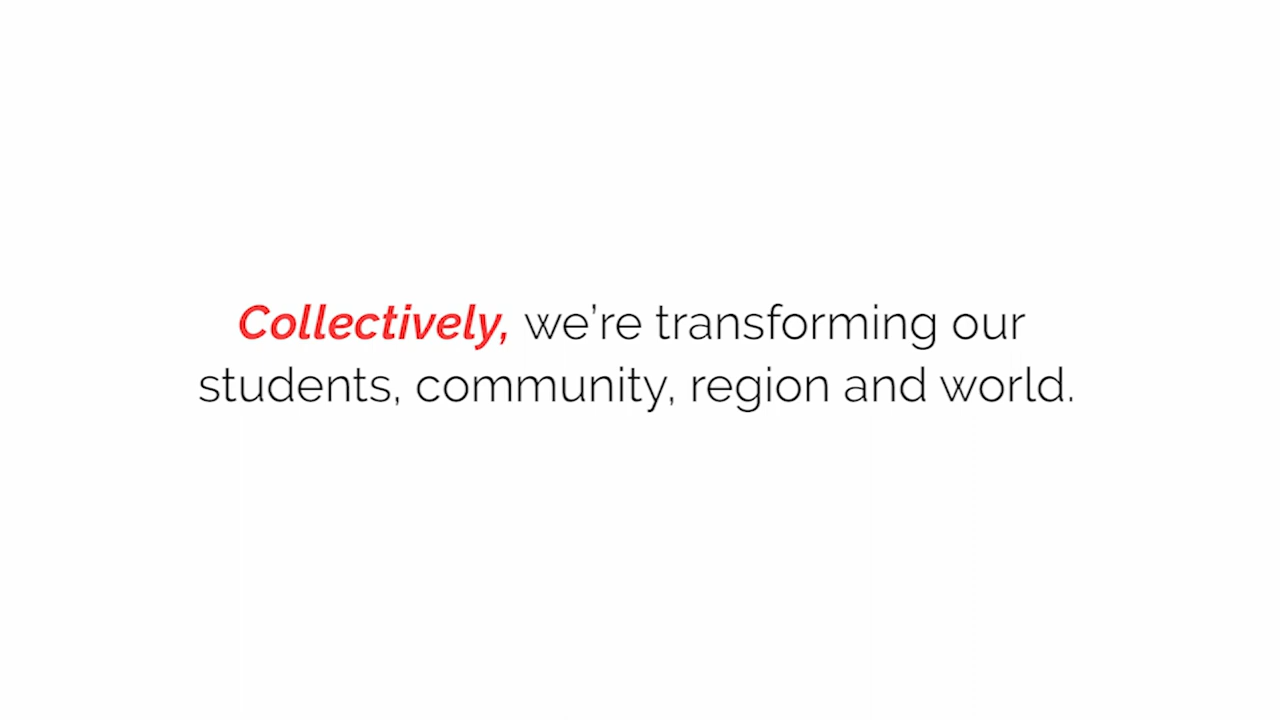 Collectively, we’re transforming our
students, community, region and world.